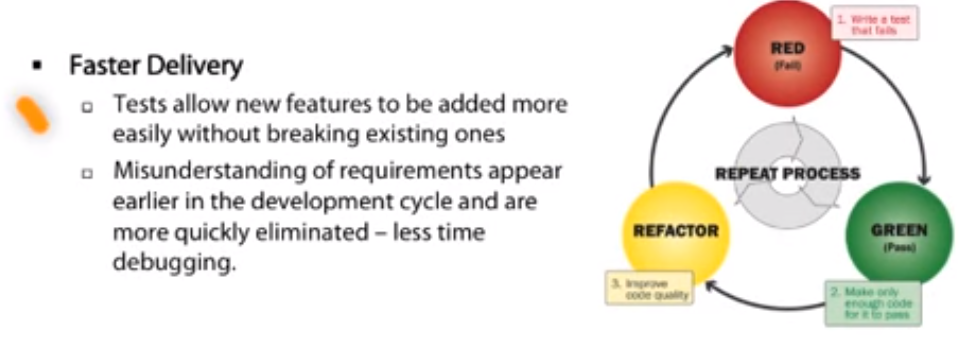 ▪ Faster Delivery
▫ Tests allow new features to be added more
easily without breaking existing ones
▫ Misunderstanding of requirements appear
earlier in the development cycle and are
more quickly eliminated – less time
debugging.
1. Write a test
that fails
RED
(Fail)
REPEAT PROCESS
REFACTOR
GREEN
(Pass)
3. Improve
code quality
2. Make only
enough code
for it to pass